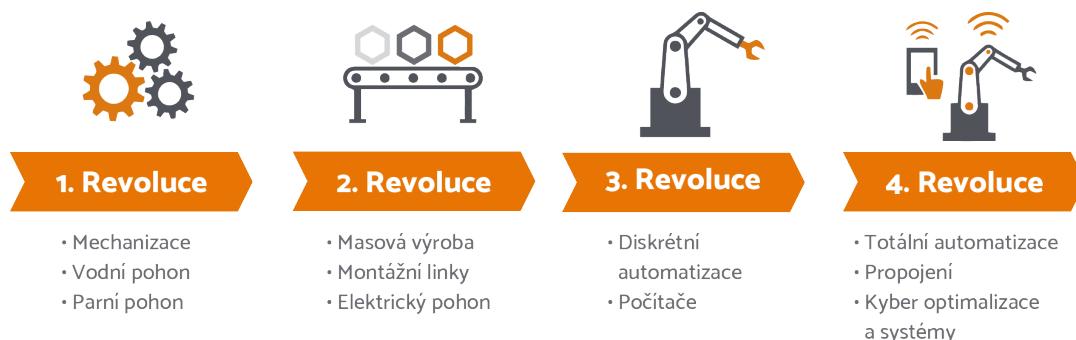 1. Revoluce
• Mechanizace
• Vodní pohon
• Parní pohon
2. Revoluce
• Masová výroba
• Montážní linky
• Elektrický pohon
3. Revoluce
• Diskrétní
automatizace
• Počítače
4. Revoluce
• Totální automatizace
• Propojení
• Kyber optimalizace
a systémy